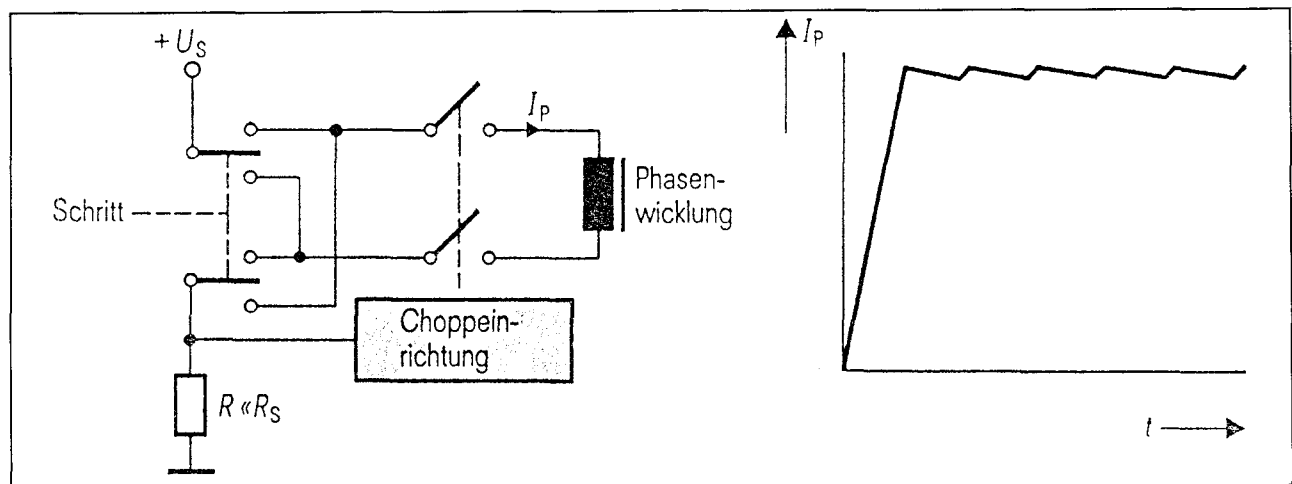 + U_S
I_P
Phasen-
wicklung
Schritt
Choppein-
richtung
R « R_S
I_P
t